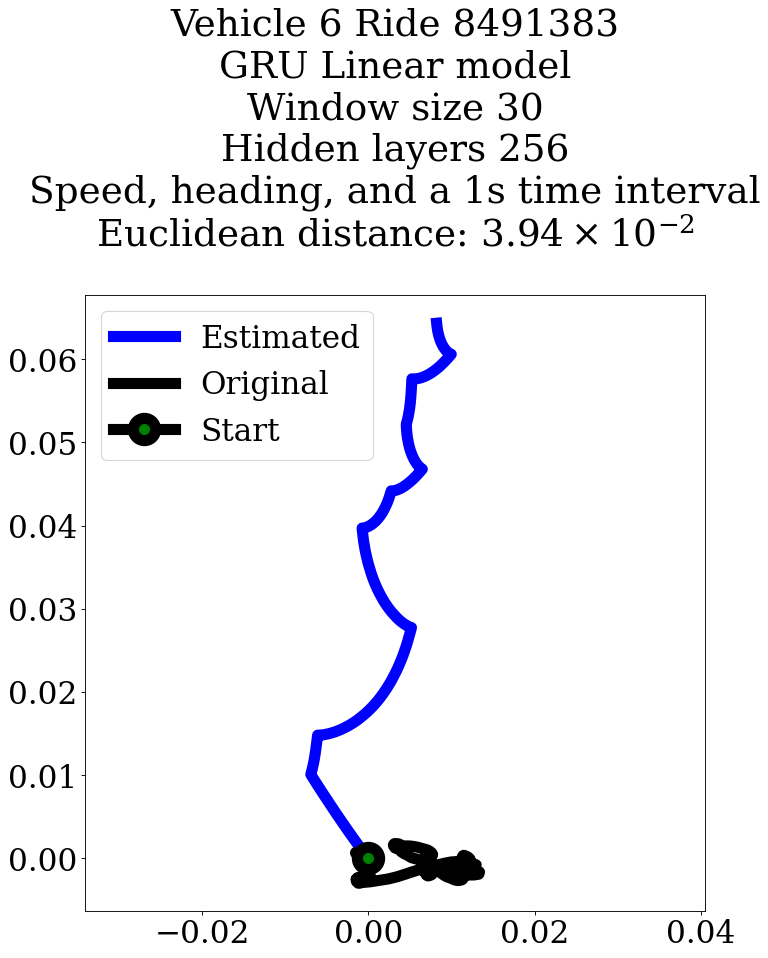 Vehicle 6 Ride 8491383
GRU Linear model
Window size 30
Hidden layers 256
Speed, heading, and a 1s time interval
Euclidean distance: 3.94 × 10⁻²
Estimated
Original
Start
0.06
0.05
0.04
0.03
0.02
0.01
0.00
−0.02 0.00 0.02 0.04